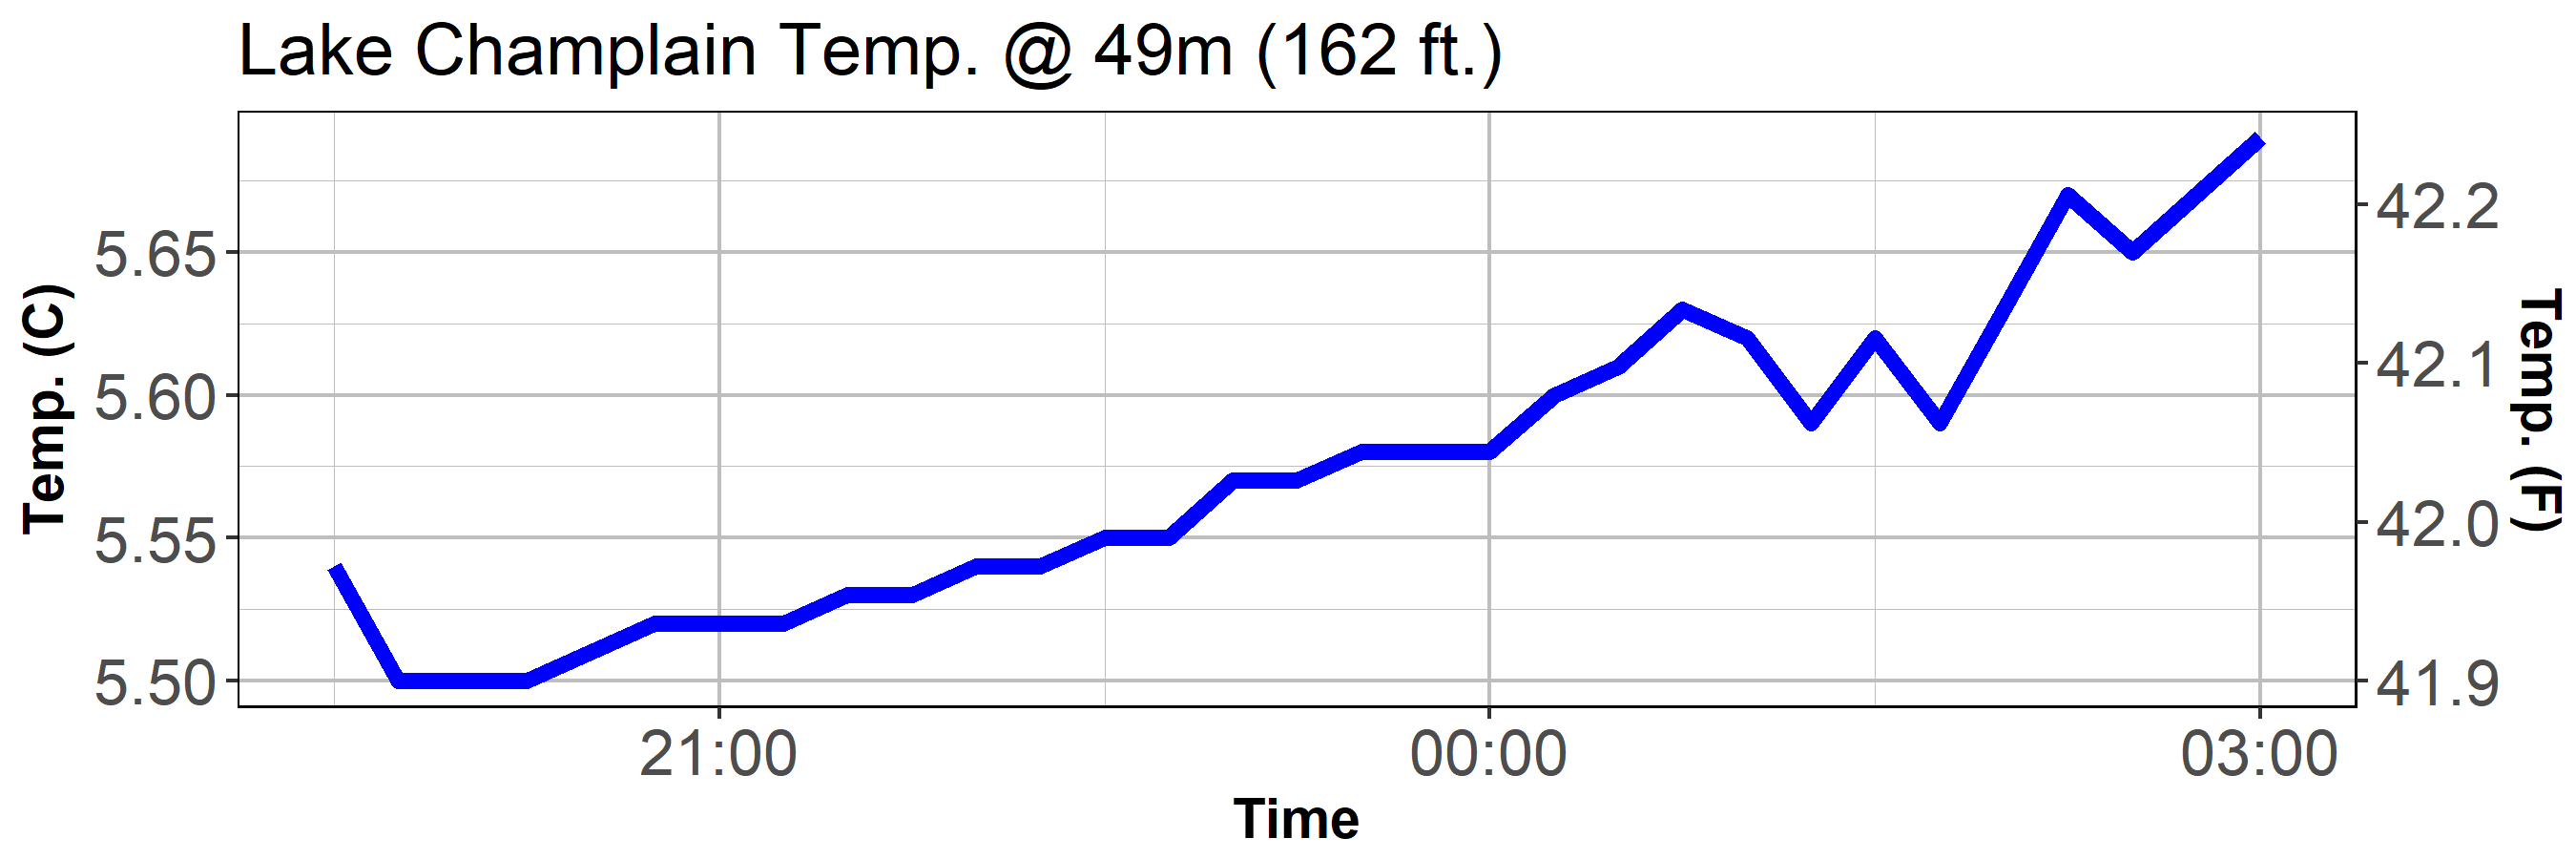 Lake Champlain Temp. @ 49m (162 ft.)
Temp. (C)
5.65
5.60
5.55
5.50
42.2
42.1
42.0
41.9
Temp. (F)
21:00 00:00 03:00
Time